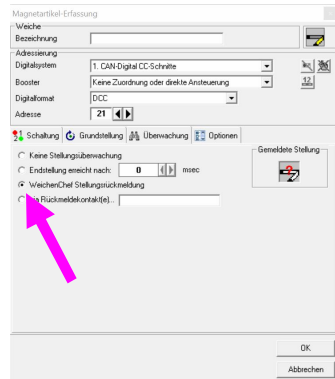 Magnetartikel-Erfassung
Weiche
Bezeichnung
Adressierung
Digitalsystem 1. CAN-Digital CC-Schnitte
Booster Keine Zuordnung oder direkte Ansteuerung
Digitalformat DCC
Adresse 21
Schaltung Grundstellung Überwachung Optionen
Keine Stellungsüberwachung
Endstellung erreicht nach: 0 msec
WeichenChef Stellungsrückmeldung
Rückmeldekontakt(e)...
Gemeldete Stellung
OK
Abbrechen